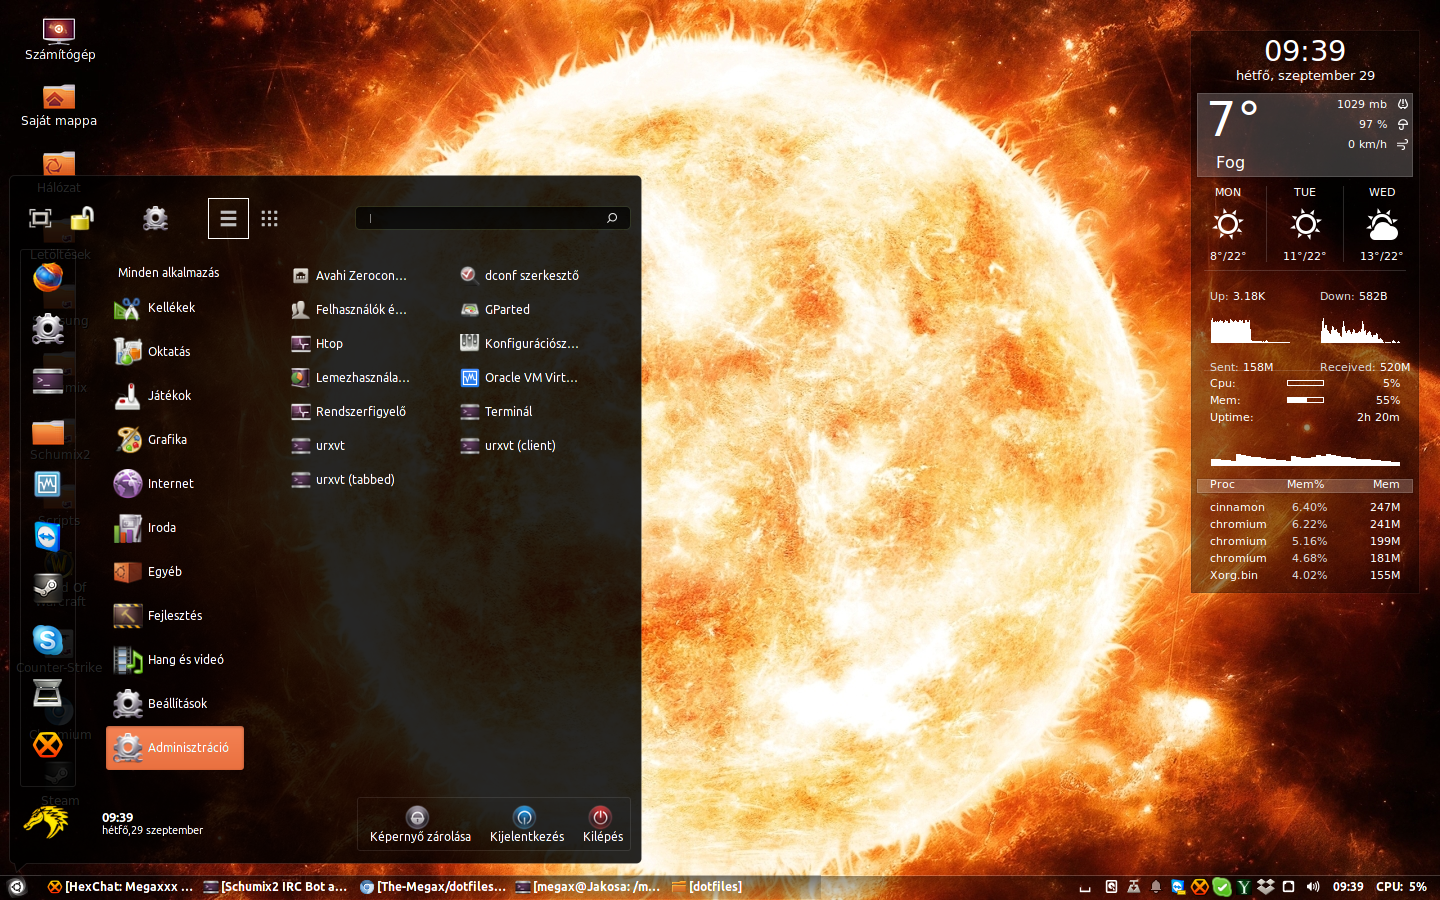 Számítógép
Saját mappa
Hálózat
Letöltések
Schumix2
Scripts
Counter-Strike
Steam
Minden alkalmazás
Kellékek
Oktatás
Játékok
Grafika
Internet
Iroda
Egyéb
Fejlesztés
Hang és videó
Beállítások
Adminisztráció
Avahi Zerocon...
Felhasználók é...
Htop
Lemezhasznála...
Rendszerfigyelő
urxvt
urxvt (tabbed)
dconf szerkesztő
GParted
Konfigurációsz...
Oracle VM Virt...
Terminál
urxvt (client)
09:39
hétfő,29 szeptember
Képernyő zárolása
Kijelentkezés
Kilépés
09:39
hétfő, szeptember 29
7°
1029 mb
97 %
0 km/h
Fog
MON TUE WED
8°/22° 11°/22° 13°/22°
Up: 3.18K Down: 582B
Sent: 158M Received: 520M
Cpu: 5%
Mem: 55%
Uptime: 2h 20m
Proc Mem% Mem
cinnamon 6.40% 247M
chromium 6.22% 241M
chromium 5.16% 199M
chromium 4.68% 181M
Xorg.bin 4.02% 155M
[HexChat: Megaxxx ... [Schumix2 IRC Bot a... [The-Megax/dotfiles... [megax@Jakosa: /m... [dotfiles] 09:39 CPU: 5%